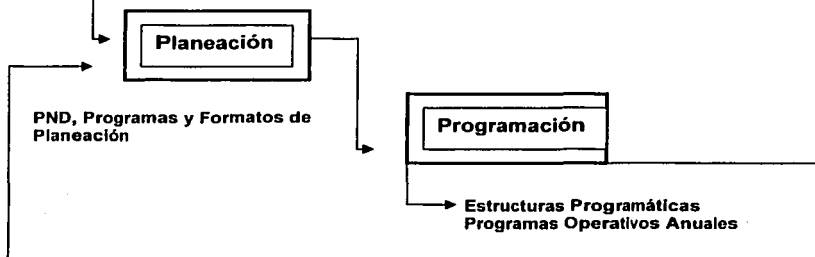 Planeación
PND, Programas y Formatos de
Planeación
Programación
Estructuras Programáticas
Programas Operativos Anuales